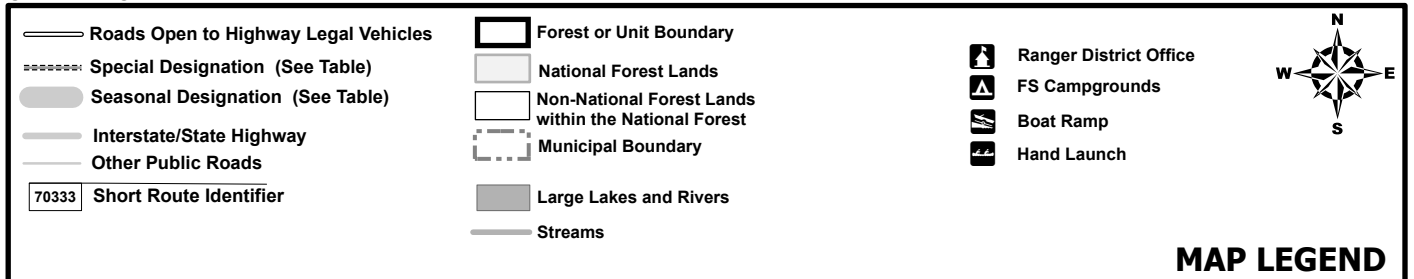 Roads Open to Highway Legal Vehicles
Special Designation (See Table)
Seasonal Designation (See Table)
Interstate/State Highway
Other Public Roads
70333 Short Route Identifier
Forest or Unit Boundary
National Forest Lands
Non-National Forest Lands
within the National Forest
Municipal Boundary
Large Lakes and Rivers
Streams
Ranger District Office
FS Campgrounds
Boat Ramp
Hand Launch
N
W E
S
MAP LEGEND